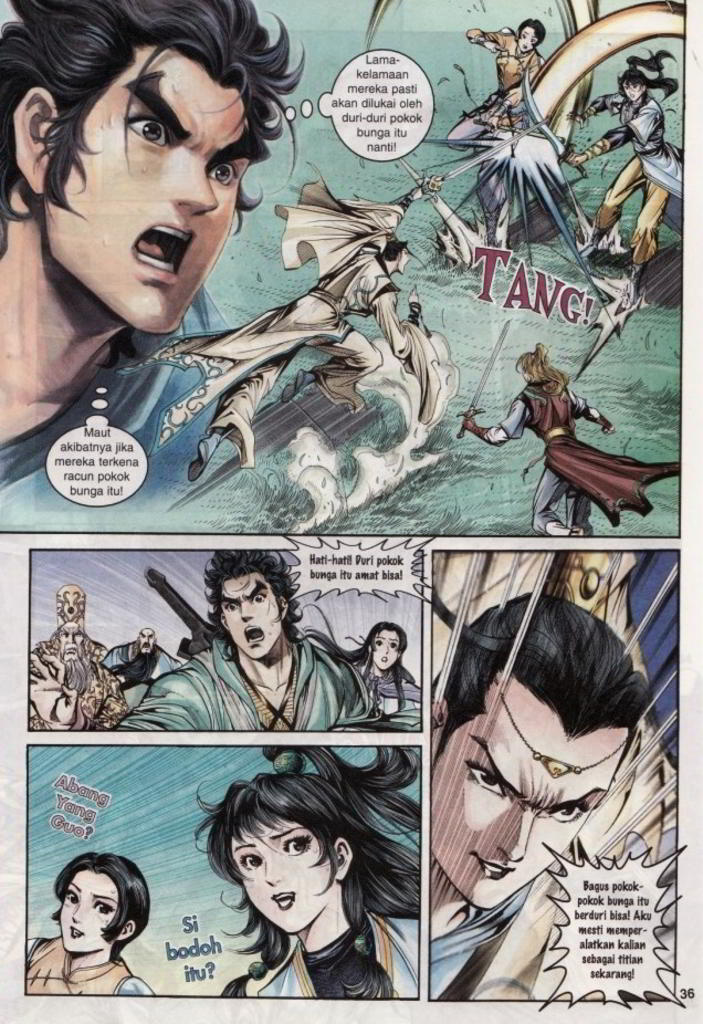 Lama-
kelamaan
mereka pasti
akan dilukai oleh
duri-duri pokok
bunga itu
nanti!
TANG!
Maut
akibatnya jika
mereka terkena
racun pokok
bunga itu!
Hati-hati! Duri pokok
bunga itu amat bisa!
Abang
Yang
Guo?
Si
bodoh
itu?
Bagus pokok-
pokok bunga itu
berduri bisa! Aku
mesti memper-
alatkan kalian
sebagai titian
sekarang!
36